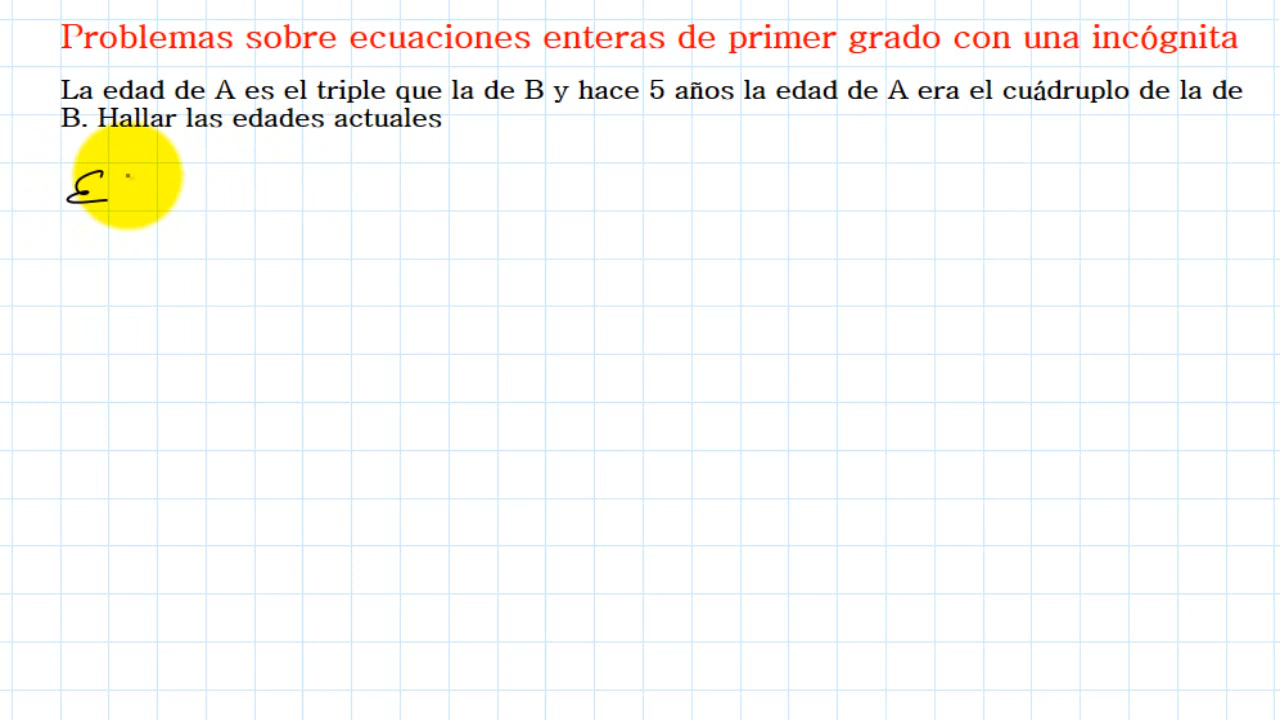 Problemas sobre ecuaciones enteras de primer grado con una incógnita
La edad de A es el triple que la de B y hace 5 años la edad de A era el cuádruplo de la de
B. Hallar las edades actuales
E